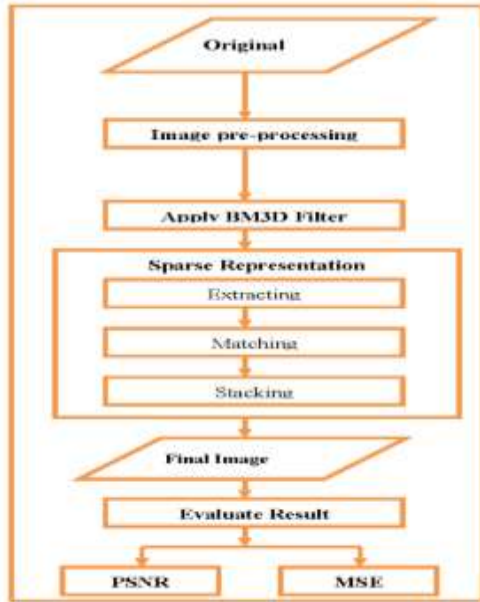 Original
Image pre-processing
Apply BM3D Filter
Sparse Representation
Extracting
Matching
Stacking
Final Image
Evaluate Result
PSNR
MSE